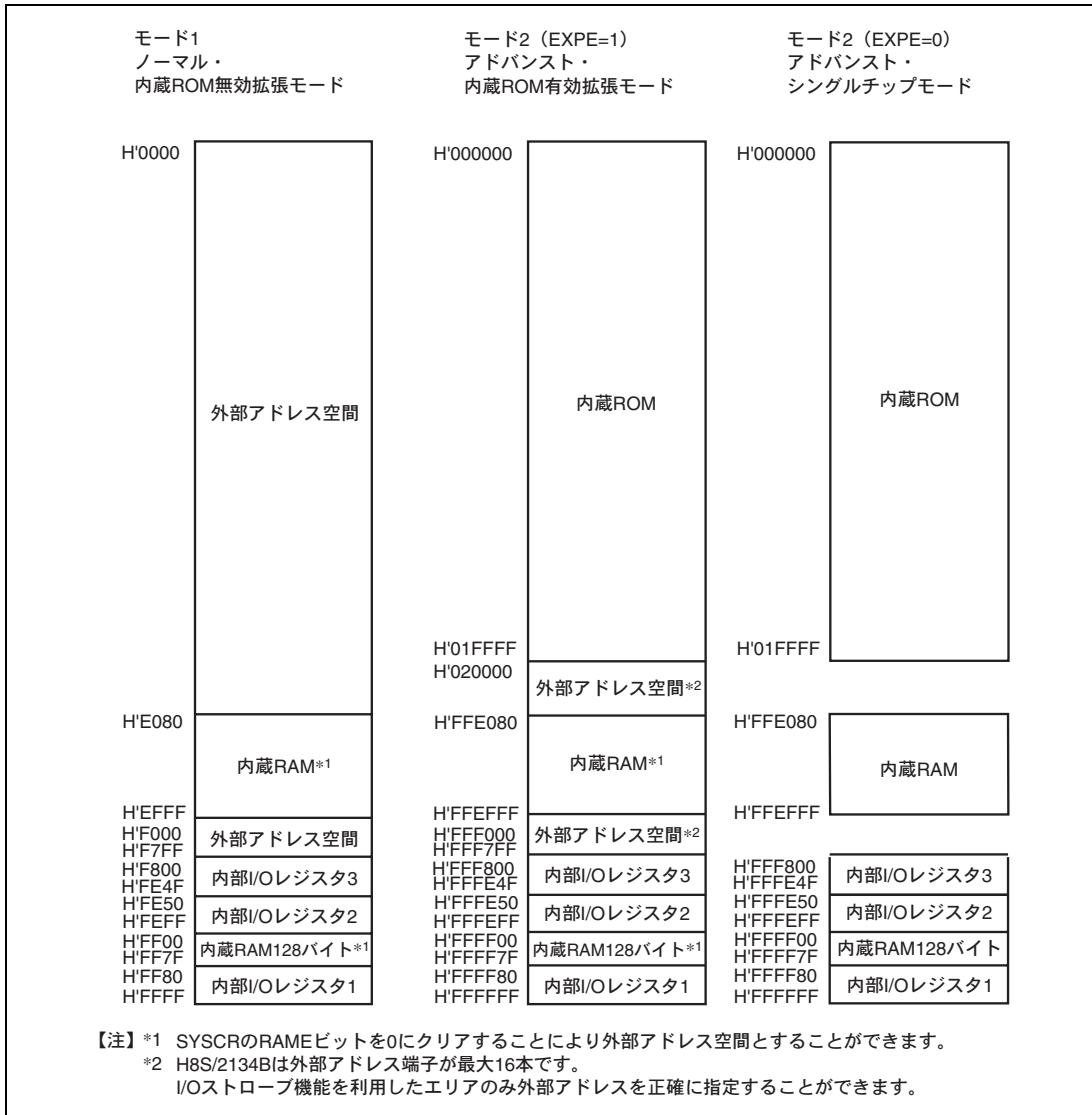 モード1
ノーマル・
内蔵ROM無効拡張モード
H'0000
外部アドレス空間
H'E080
内蔵RAM*1
H'EFFF
H'F000
外部アドレス空間
H'F7FF
H'F800
内部I/Oレジスタ3
H'FE4F
H'FE50
内部I/Oレジスタ2
H'FEFF
H'FF00
内蔵RAM128バイト*1
H'FF7F
H'FF80
内部I/Oレジスタ1
H'FFFF
モード2（EXPE=1）
アドバンスト・
内蔵ROM有効拡張モード
H'000000
内蔵ROM
H'01FFFF
H'020000
外部アドレス空間*2
H'FFE080
内蔵RAM*1
H'FFEFFF
H'FFF000
外部アドレス空間*2
H'FFF7FF
H'FFF800
内部I/Oレジスタ3
H'FFFE4F
H'FFFE50
内部I/Oレジスタ2
H'FFFEFF
H'FFFF00
内蔵RAM128バイト*1
H'FFFF7F
H'FFFF80
内部I/Oレジスタ1
H'FFFFFF
モード2（EXPE=0）
アドバンスト・
シングルチップモード
H'000000
内蔵ROM
H'01FFFF
H'FFE080
内蔵RAM
H'FFEFFF
H'FFF800
内部I/Oレジスタ3
H'FFFE4F
H'FFFE50
内部I/Oレジスタ2
H'FFFEFF
H'FFFF00
内蔵RAM128バイト
H'FFFF7F
H'FFFF80
内部I/Oレジスタ1
H'FFFFFF
【注】*1 SYSCRのRAMEビットを0にクリアすることにより外部アドレス空間とすることができます。
*2 H8S/2134Bは外部アドレス端子が最大16本です。
I/Oストローブ機能を利用したエリアのみ外部アドレスを正確に指定することができます。